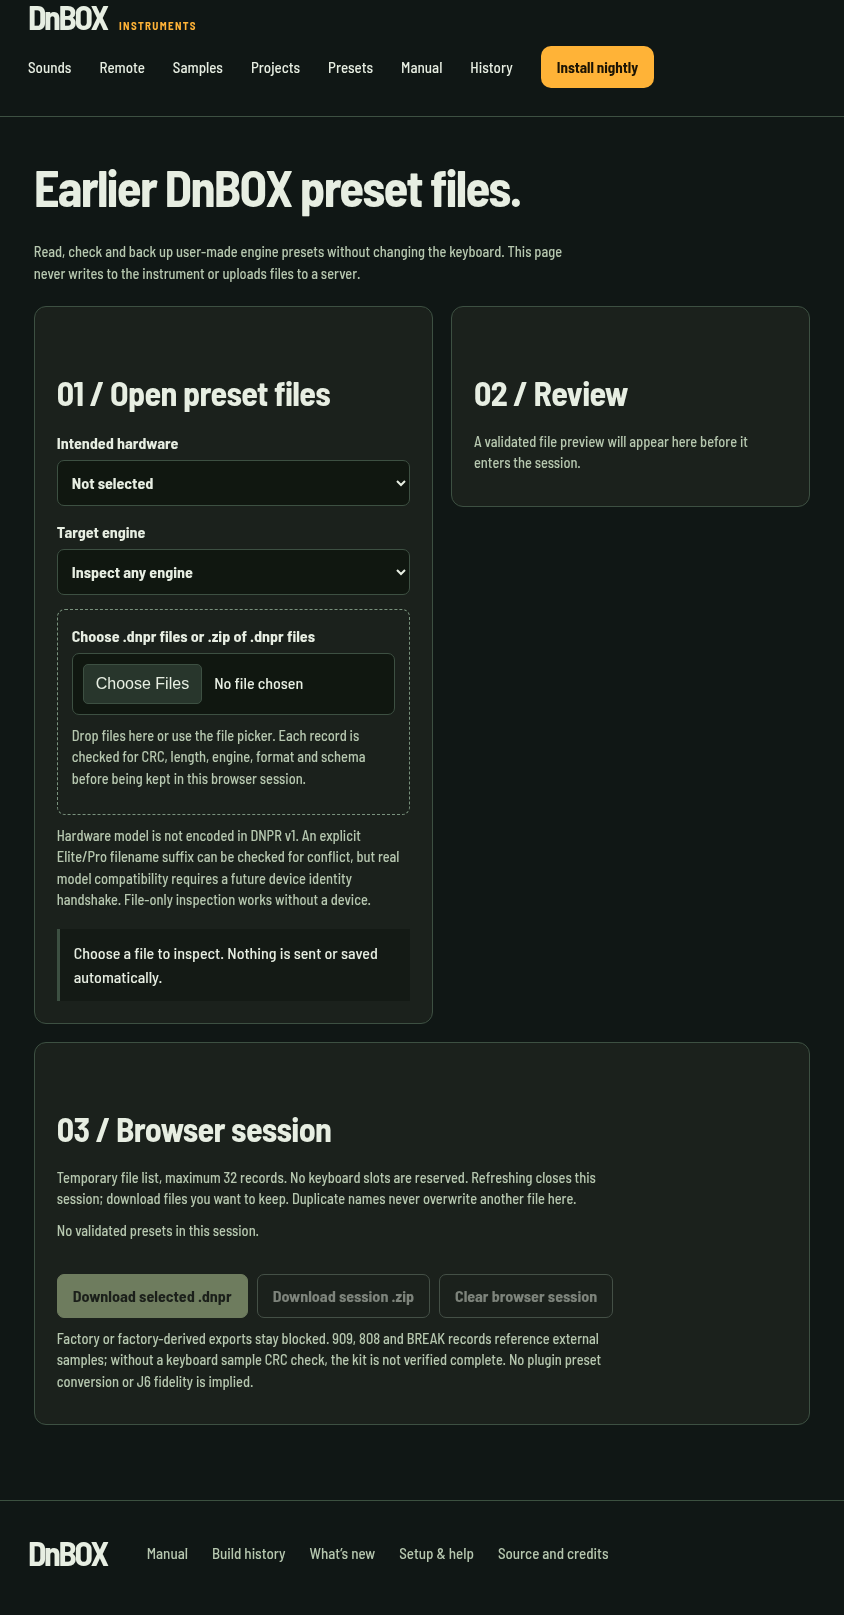 DnBOX INSTRUMENTS
Sounds Remote Samples Projects Presets Manual History Install nightly
Earlier DnBOX preset files.
Read, check and back up user-made engine presets without changing the keyboard. This page
never writes to the instrument or uploads files to a server.
01 / Open preset files
Intended hardware
Not selected
Target engine
Inspect any engine
Choose .dnpr files or .zip of .dnpr files
Choose Files No file chosen
Drop files here or use the file picker. Each record is
checked for CRC, length, engine, format and schema
before being kept in this browser session.
Hardware model is not encoded in DNPR v1. An explicit
Elite/Pro filename suffix can be checked for conflict, but real
model compatibility requires a future device identity
handshake. File-only inspection works without a device.
Choose a file to inspect. Nothing is sent or saved
automatically.
02 / Review
A validated file preview will appear here before it
enters the session.
03 / Browser session
Temporary file list, maximum 32 records. No keyboard slots are reserved. Refreshing closes this
session; download files you want to keep. Duplicate names never overwrite another file here.
No validated presets in this session.
Download selected .dnpr Download session .zip Clear browser session
Factory or factory-derived exports stay blocked. 909, 808 and BREAK records reference external
samples; without a keyboard sample CRC check, the kit is not verified complete. No plugin preset
conversion or J6 fidelity is implied.
DnBOX Manual Build history What's new Setup & help Source and credits